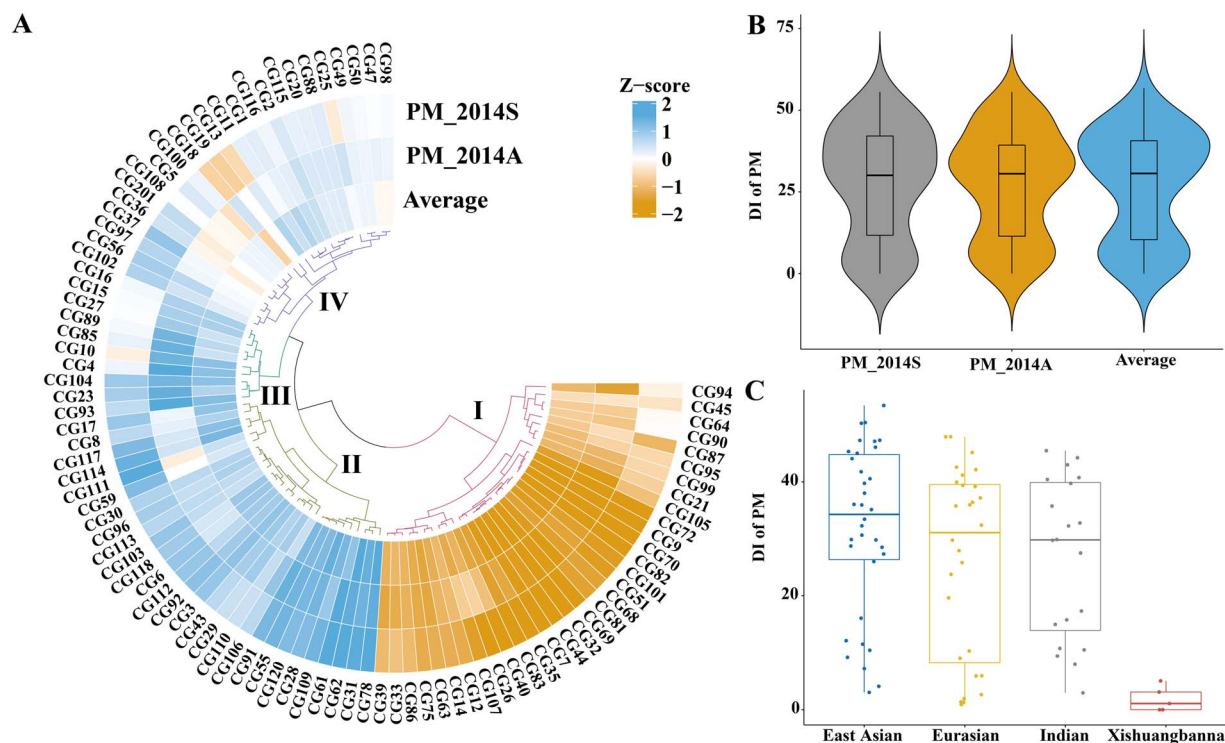 A
CG98
CG47
CG50
CG49
CG25
CG88
CG20
CG115
CG2
CG116
CG1
CG11
CG13
CG19
CG18
CG100
CG5
CG108
CG201
CG36
CG37
CG97
CG56
CG102
CG16
CG15
CG27
CG89
CG85
CG10
CG4
CG104
CG23
CG93
CG17
CG8
CG117
CG114
CG111
CG59
CG30
CG96
CG113
CG103
CG118
CG6
CG112
CG92
CG43
CG29
CG110
CG106
CG91
CG55
CG120
CG28
CG109
CG61
CG62
CG31
CG78
CG39
CG33
CG86
CG75
CG63
CG14
CG12
CG107
CG26
CG40
CG83
CG35
CG7
CG44
CG32
CG69
CG81
CG68
CG51
CG101
CG82
CG70
CG9
CG72
CG105
CG21
CG99
CG95
CG87
CG90
CG64
CG45
CG94
PM_2014S
PM_2014A
Average
Z-score
2
1
0
−1
−2
IV
III
II
I
B
DI of PM
75
50
25
0
PM_2014S
PM_2014A
Average
C
DI of PM
40
20
0
East Asian
Eurasian
Indian
Xishuangbanna